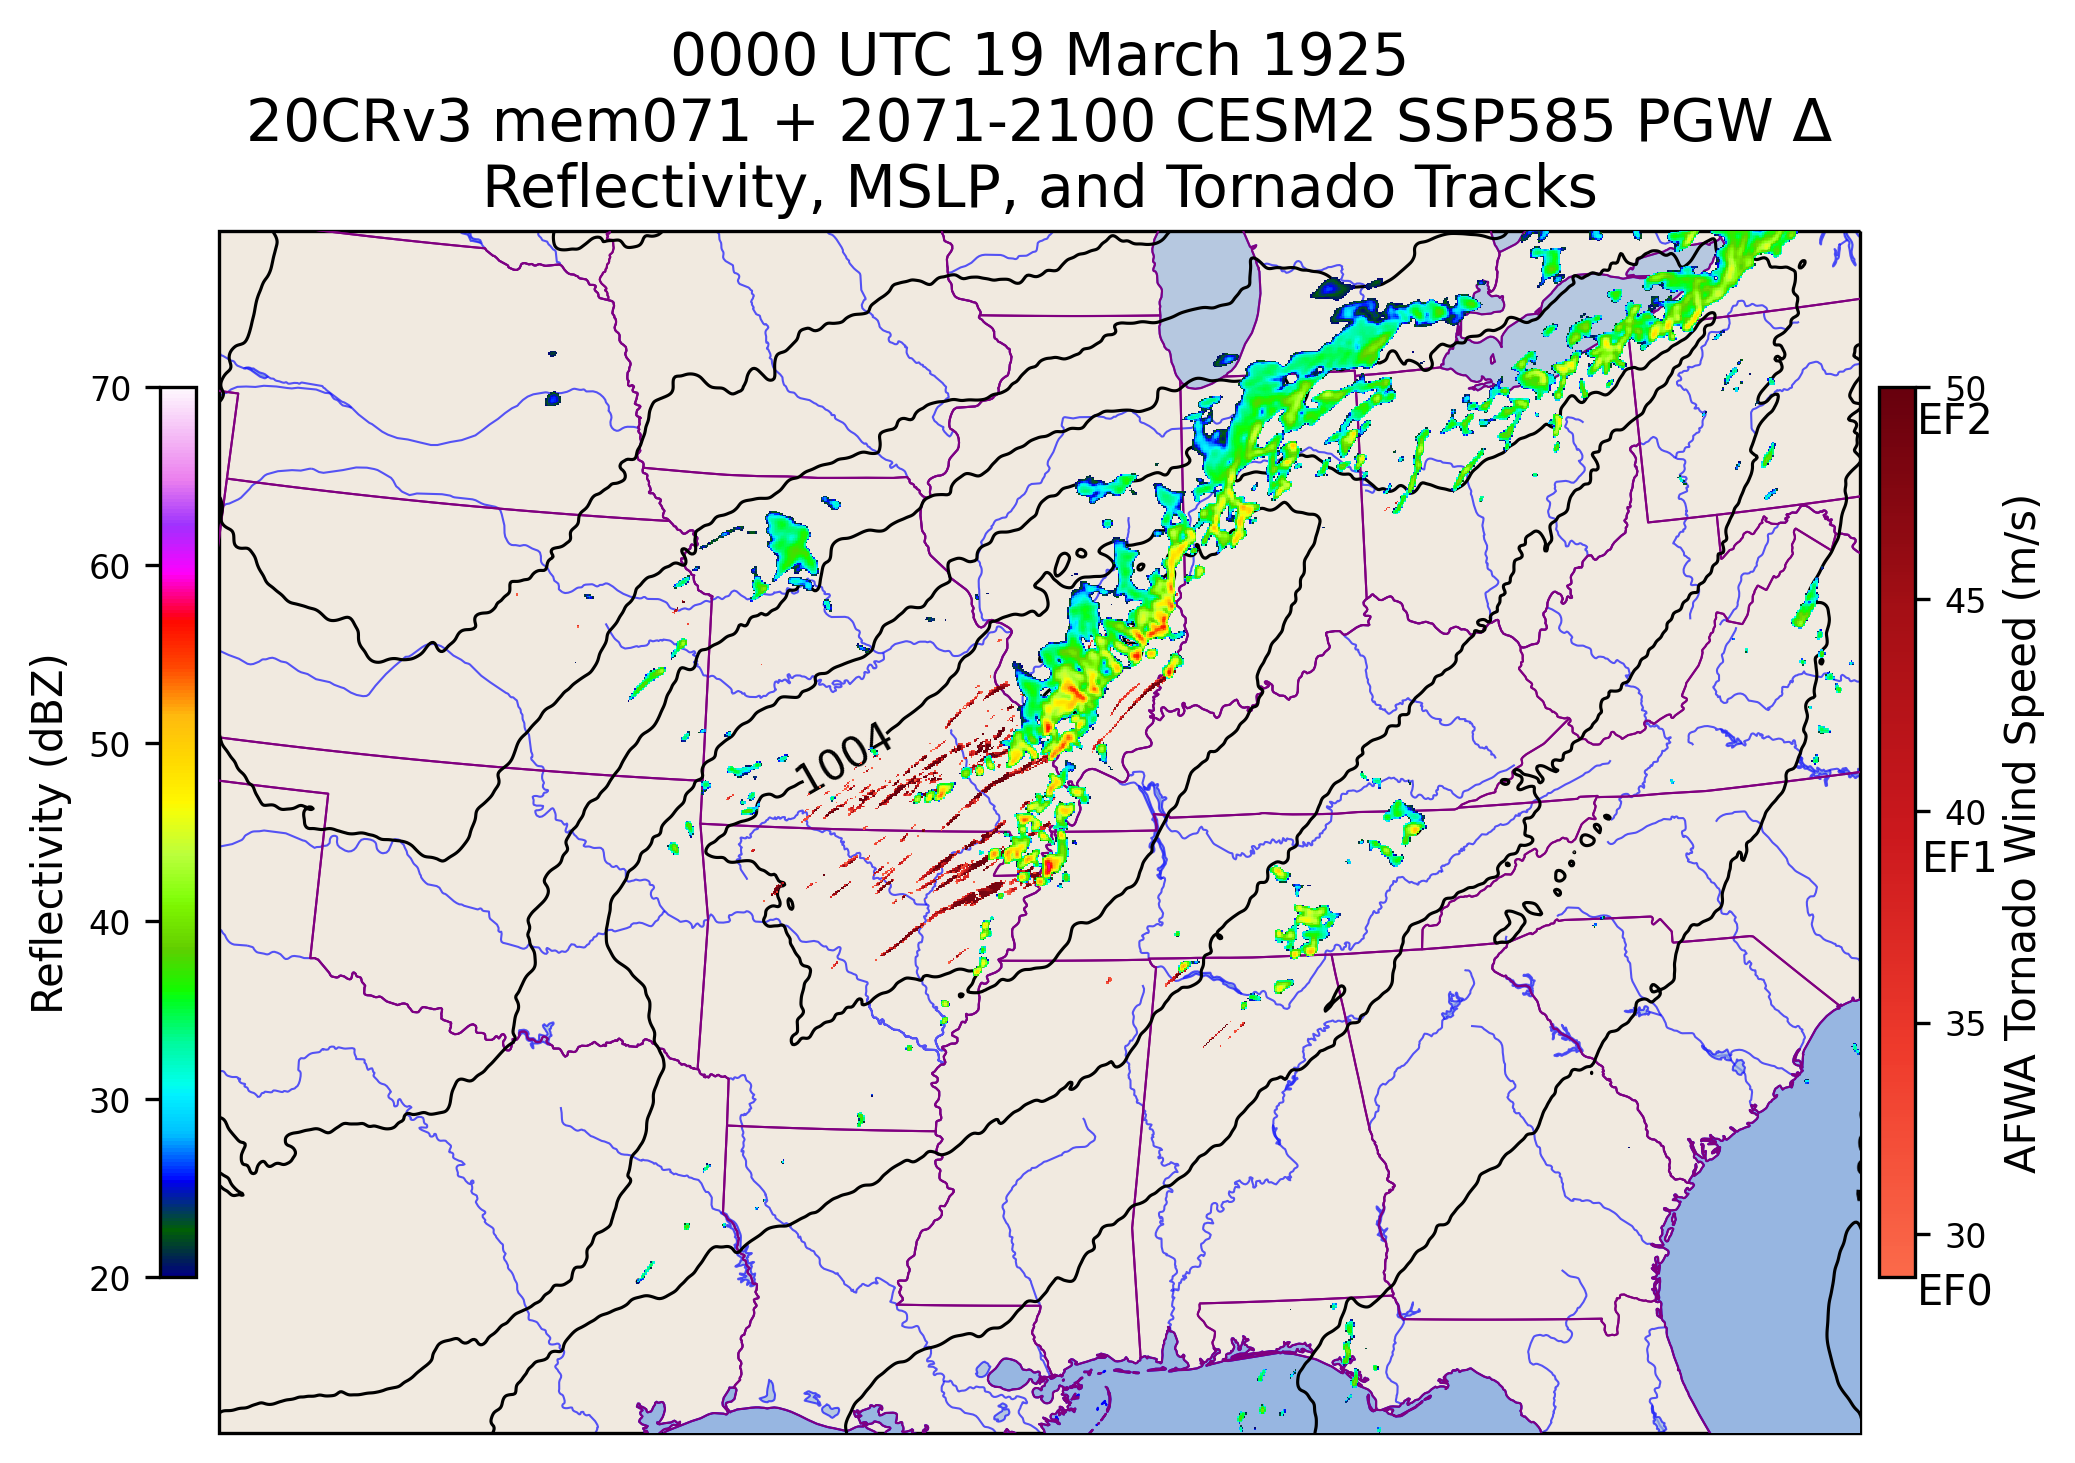 0000 UTC 19 March 1925
20CRv3 mem071 + 2071-2100 CESM2 SSP585 PGW Δ
Reflectivity, MSLP, and Tornado Tracks
70
60
50
40
30
20
Reflectivity (dBZ)
1004
50
EF2
45
40
EF1
35
30
EF0
AFWA Tornado Wind Speed (m/s)